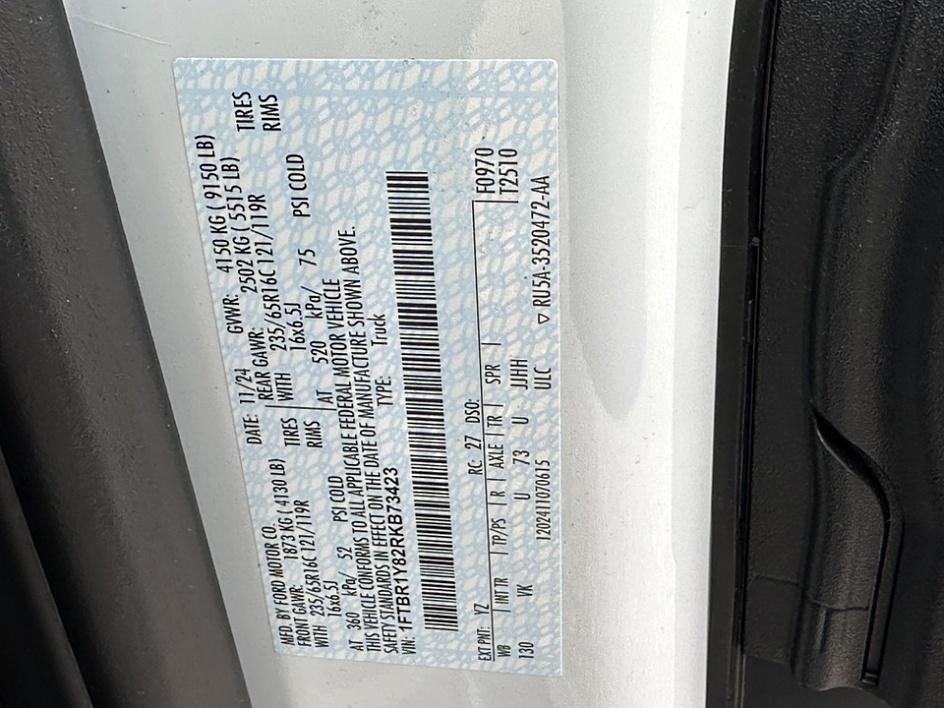 MFD. BY FORD MOTOR CO.
DATE: 11/24 GVWR: 4150 KG ( 9150 LB)
FRONT GAWR: 1873 KG ( 4130 LB) REAR GAWR: 2502 KG ( 5515 LB)
WITH 235/65R16C 121/119R TIRES WITH 235/65R16C 121/119R TIRES
16x6.5J RIMS 16x6.5J RIMS
AT 360 kPa/ 52 PSI COLD AT 520 kPa/ 75 PSI COLD
THIS VEHICLE CONFORMS TO ALL APPLICABLE FEDERAL MOTOR VEHICLE
SAFETY STANDARDS IN EFFECT ON THE DATE OF MANUFACTURE SHOWN ABOVE.
VIN: 1FTBR1Y82RKB73423 TYPE: Truck
EXT PNT: YZ RC: 27 DSO: F0970
WB INT TR TP/PS R AXLE TR SPR T2510
130 VK U 73 U JJHH
1202411070615 ULC ▽ RU5A-3520472-AA